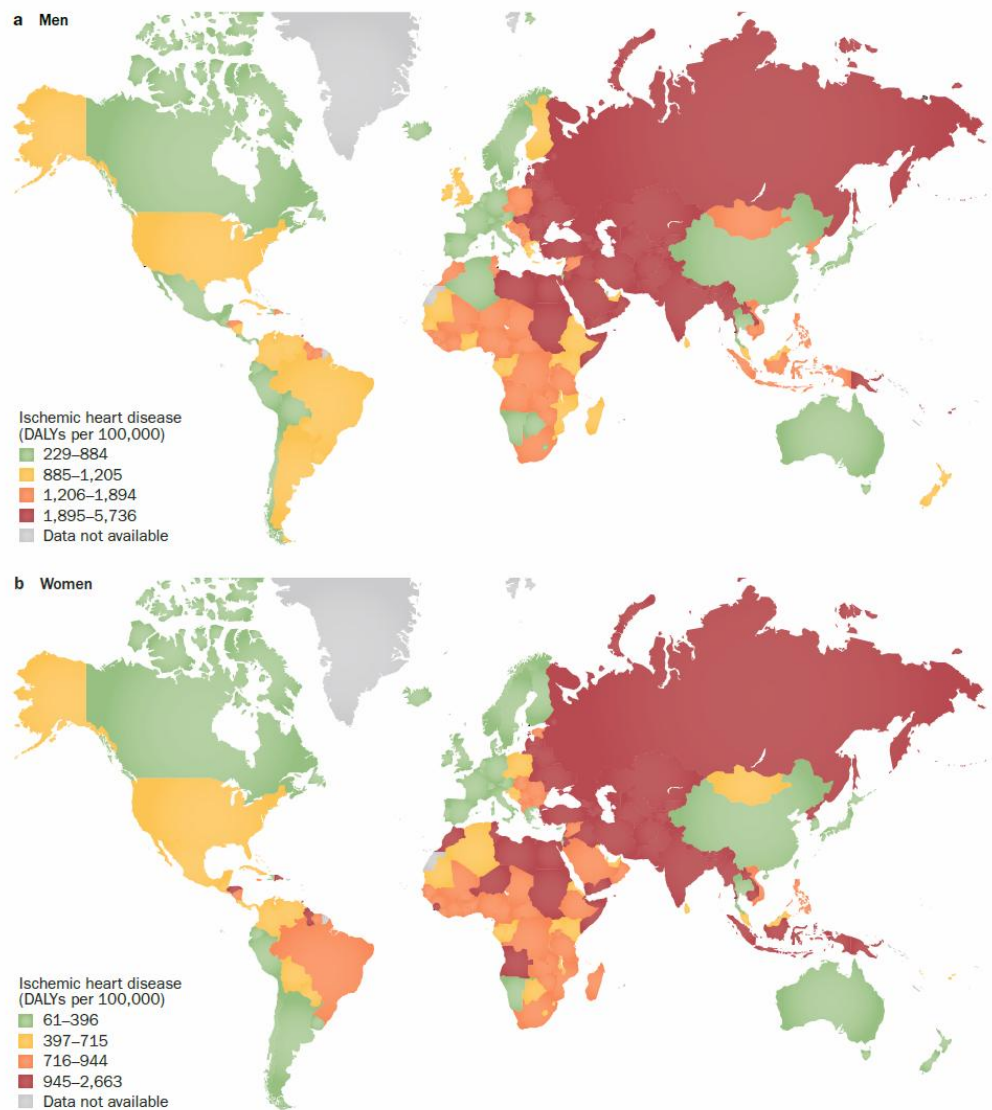 a Men
Ischemic heart disease
(DALYs per 100,000)
229–884
885–1,205
1,206–1,894
1,895–5,736
Data not available
b Women
Ischemic heart disease
(DALYs per 100,000)
61–396
397–715
716–944
945–2,663
Data not available